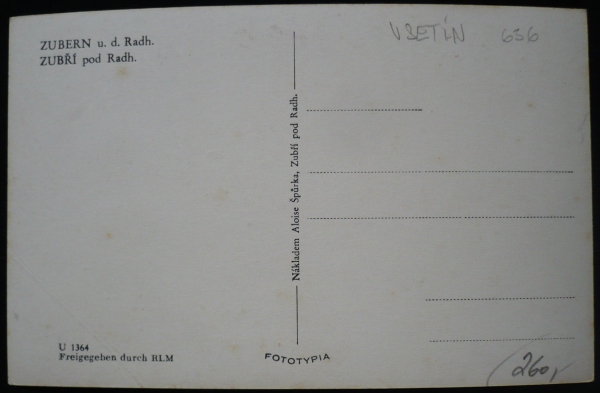 ZUBERN u. d. Radh.
ZUBŘÍ pod Radh.
VSETÍN 636
Nákladem Aloise Špůrka, Zubří pod Radh.
U 1364
Freigegeben durch RLM
FOTOTYPIA
260,